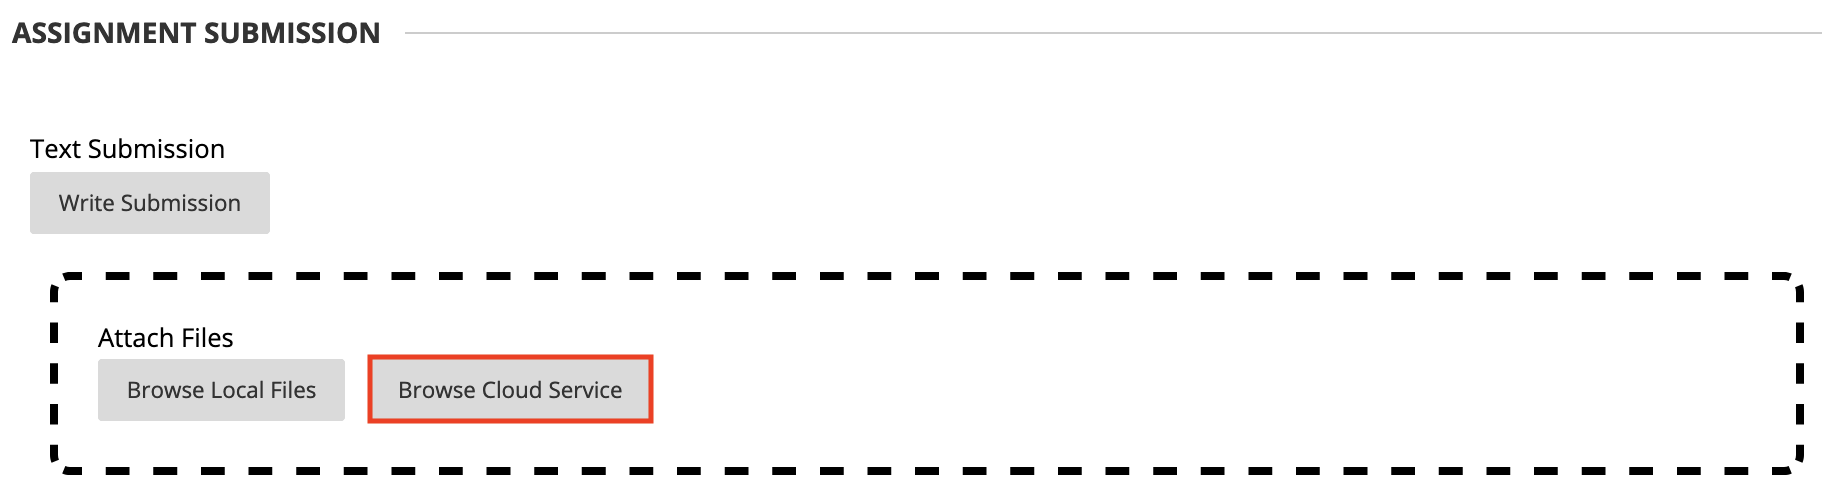 ASSIGNMENT SUBMISSION
Text Submission
Write Submission
Attach Files
Browse Local Files
Browse Cloud Service